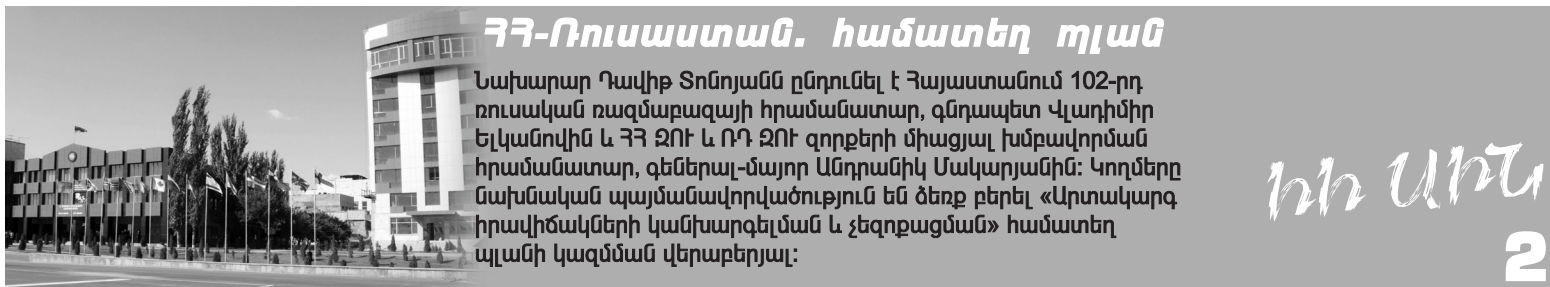 ՀՀ-Ռուսաստան. համատեղ պլան
Նախարար Դավիթ Տոնոյանն ընդունել է Հայաստանում 102-րդ
ռուսական ռազմաբազայի հրամանատար, գնդապետ Վլադիմիր
Ելկանովին և ՀՀ ԶՈՒ և ՌԴ ԶՈՒ զորքերի միացյալ խմբավորման
հրամանատար, գեներալ-մայոր Անդրանիկ Մակարյանին: Կողմերը
նախնական պայմանավորվածություն են ձեռք բերել «Արտակարգ
իրավիճակների կանխարգելման և չեզոքացման» համատեղ
պլանի կազմման վերաբերյալ:
2